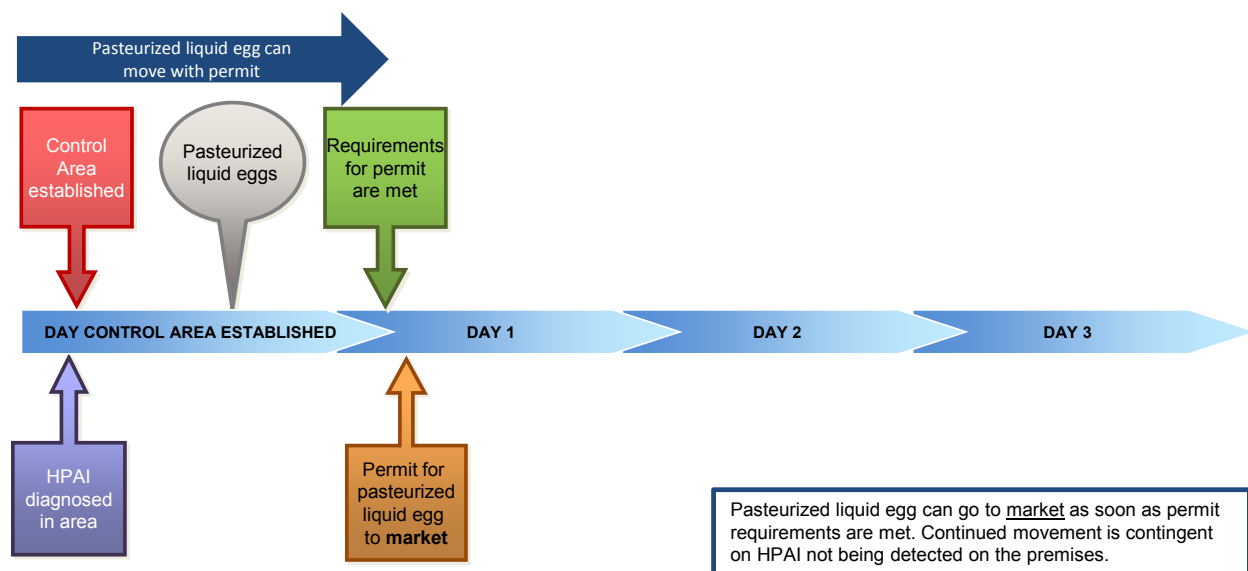 Pasteurized liquid egg can
move with permit
Control
Area
established
Pasteurized
liquid eggs
Requirements
for permit
are met
DAY CONTROL AREA ESTABLISHED
DAY 1
DAY 2
DAY 3
HPAI
diagnosed
in area
Permit for
pasteurized
liquid egg
to market
Pasteurized liquid egg can go to market as soon as permit
requirements are met. Continued movement is contingent
on HPAI not being detected on the premises.